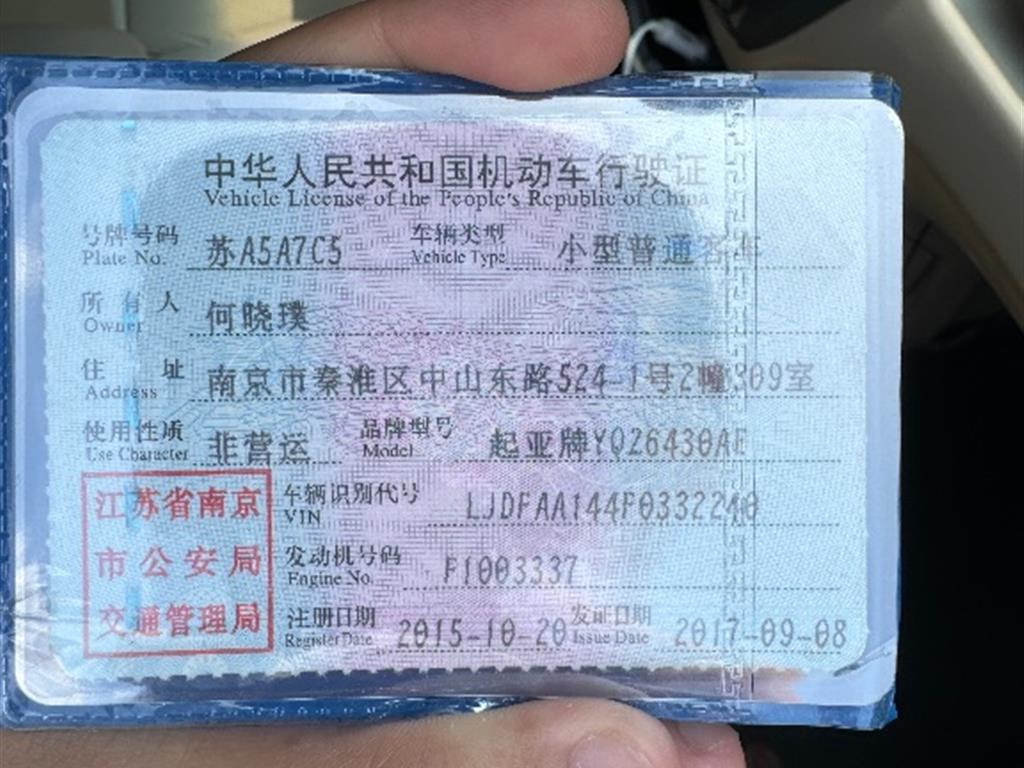 中华人民共和国机动车行驶证
Vehicle License of the People's Republic of China
号牌号码 苏A5A7C5 车辆类型 小型普通客车
Plate No. Vehicle Type
所有人 何晓璞
Owner
住址 南京市秦淮区中山东路524-1号2幢309室
Address
使用性质 非营运 品牌型号 起亚牌YQZ6430AE
Use Character Model
江苏省南京 车辆识别代号 LJDFAA144F0332240
VIN
市公安局 发动机号码 F1003337
Engine No.
交通管理局 注册日期 2015-10-20 发证日期 2017-09-08
Register Date Issue Date